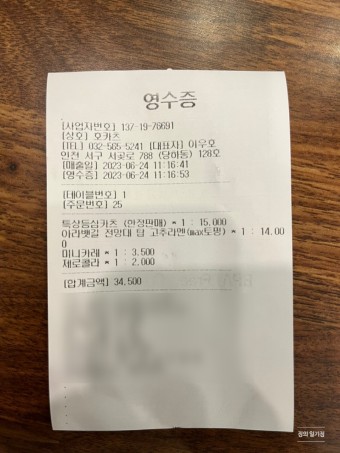 영수증
[사업자번호] 137-19-76691
[상호] 호카츠
[TEL] 032-565-5241 [대표자] 이우호
인천 서구 서곶로 788 (당하동) 128호
[매출일] 2023-06-24 11:16:41
[영수증] 2023-06-24 11:16:53
[테이블번호] 1
[주문번호] 25
특상등심카츠 (한정판매) * 1 : 15.000
아라뱃길 전망대 탑 고추라멘(max토핑) * 1 : 14.00
0
미니카레 * 1 : 3.500
제로콜라 * 1 : 2.000
[합계금액] 34.500